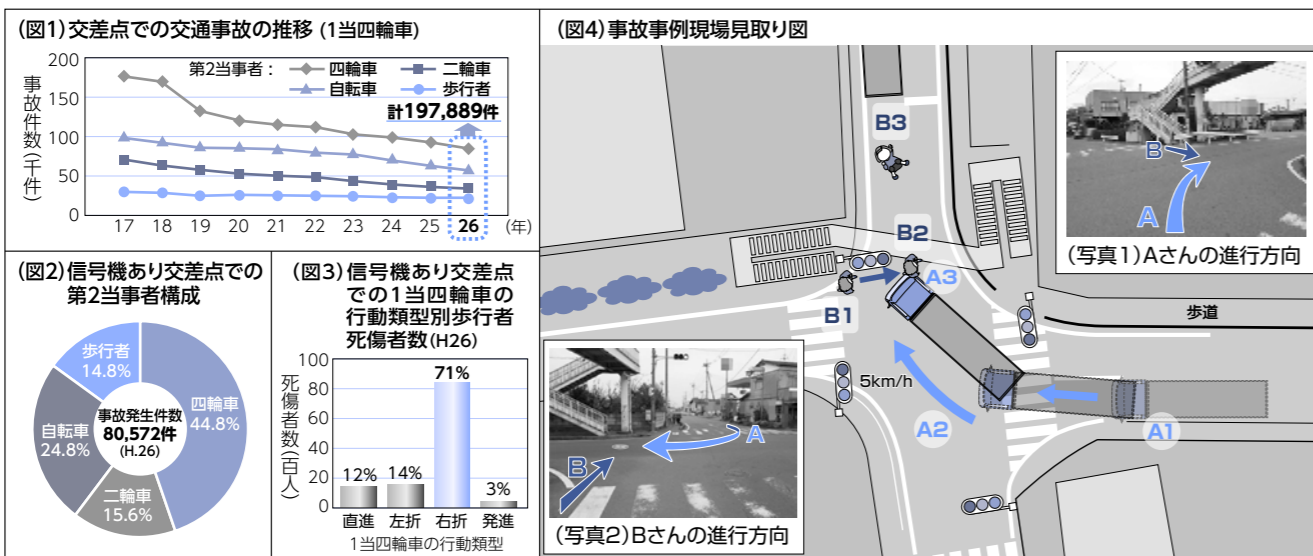 (図1)交差点での交通事故の推移 (1当四輪車)
事故件数(千件)
200
150
100
50
0
第2当事者: 四輪車 二輪車
自転車 歩行者
計197,889件
17 18 19 20 21 22 23 24 25 26 (年)
(図2)信号機あり交差点での
第2当事者構成
歩行者
14.8%
四輪車
44.8%
自転車
24.8%
二輪車
15.6%
事故発生件数
80,572件
(H.26)
(図3)信号機あり交差点
での1当四輪車の
行動類型別歩行者
死傷者数(H26)
死傷者数(百人)
100
80
60
40
20
0
12% 14% 71% 3%
直進 左折 右折 発進
1当四輪車の行動類型
(図4)事故事例現場見取り図
B3
B2
A3
B1
5km/h
A2
A1
歩道
B
A
(写真1)Aさんの進行方向
A
B
(写真2)Bさんの進行方向